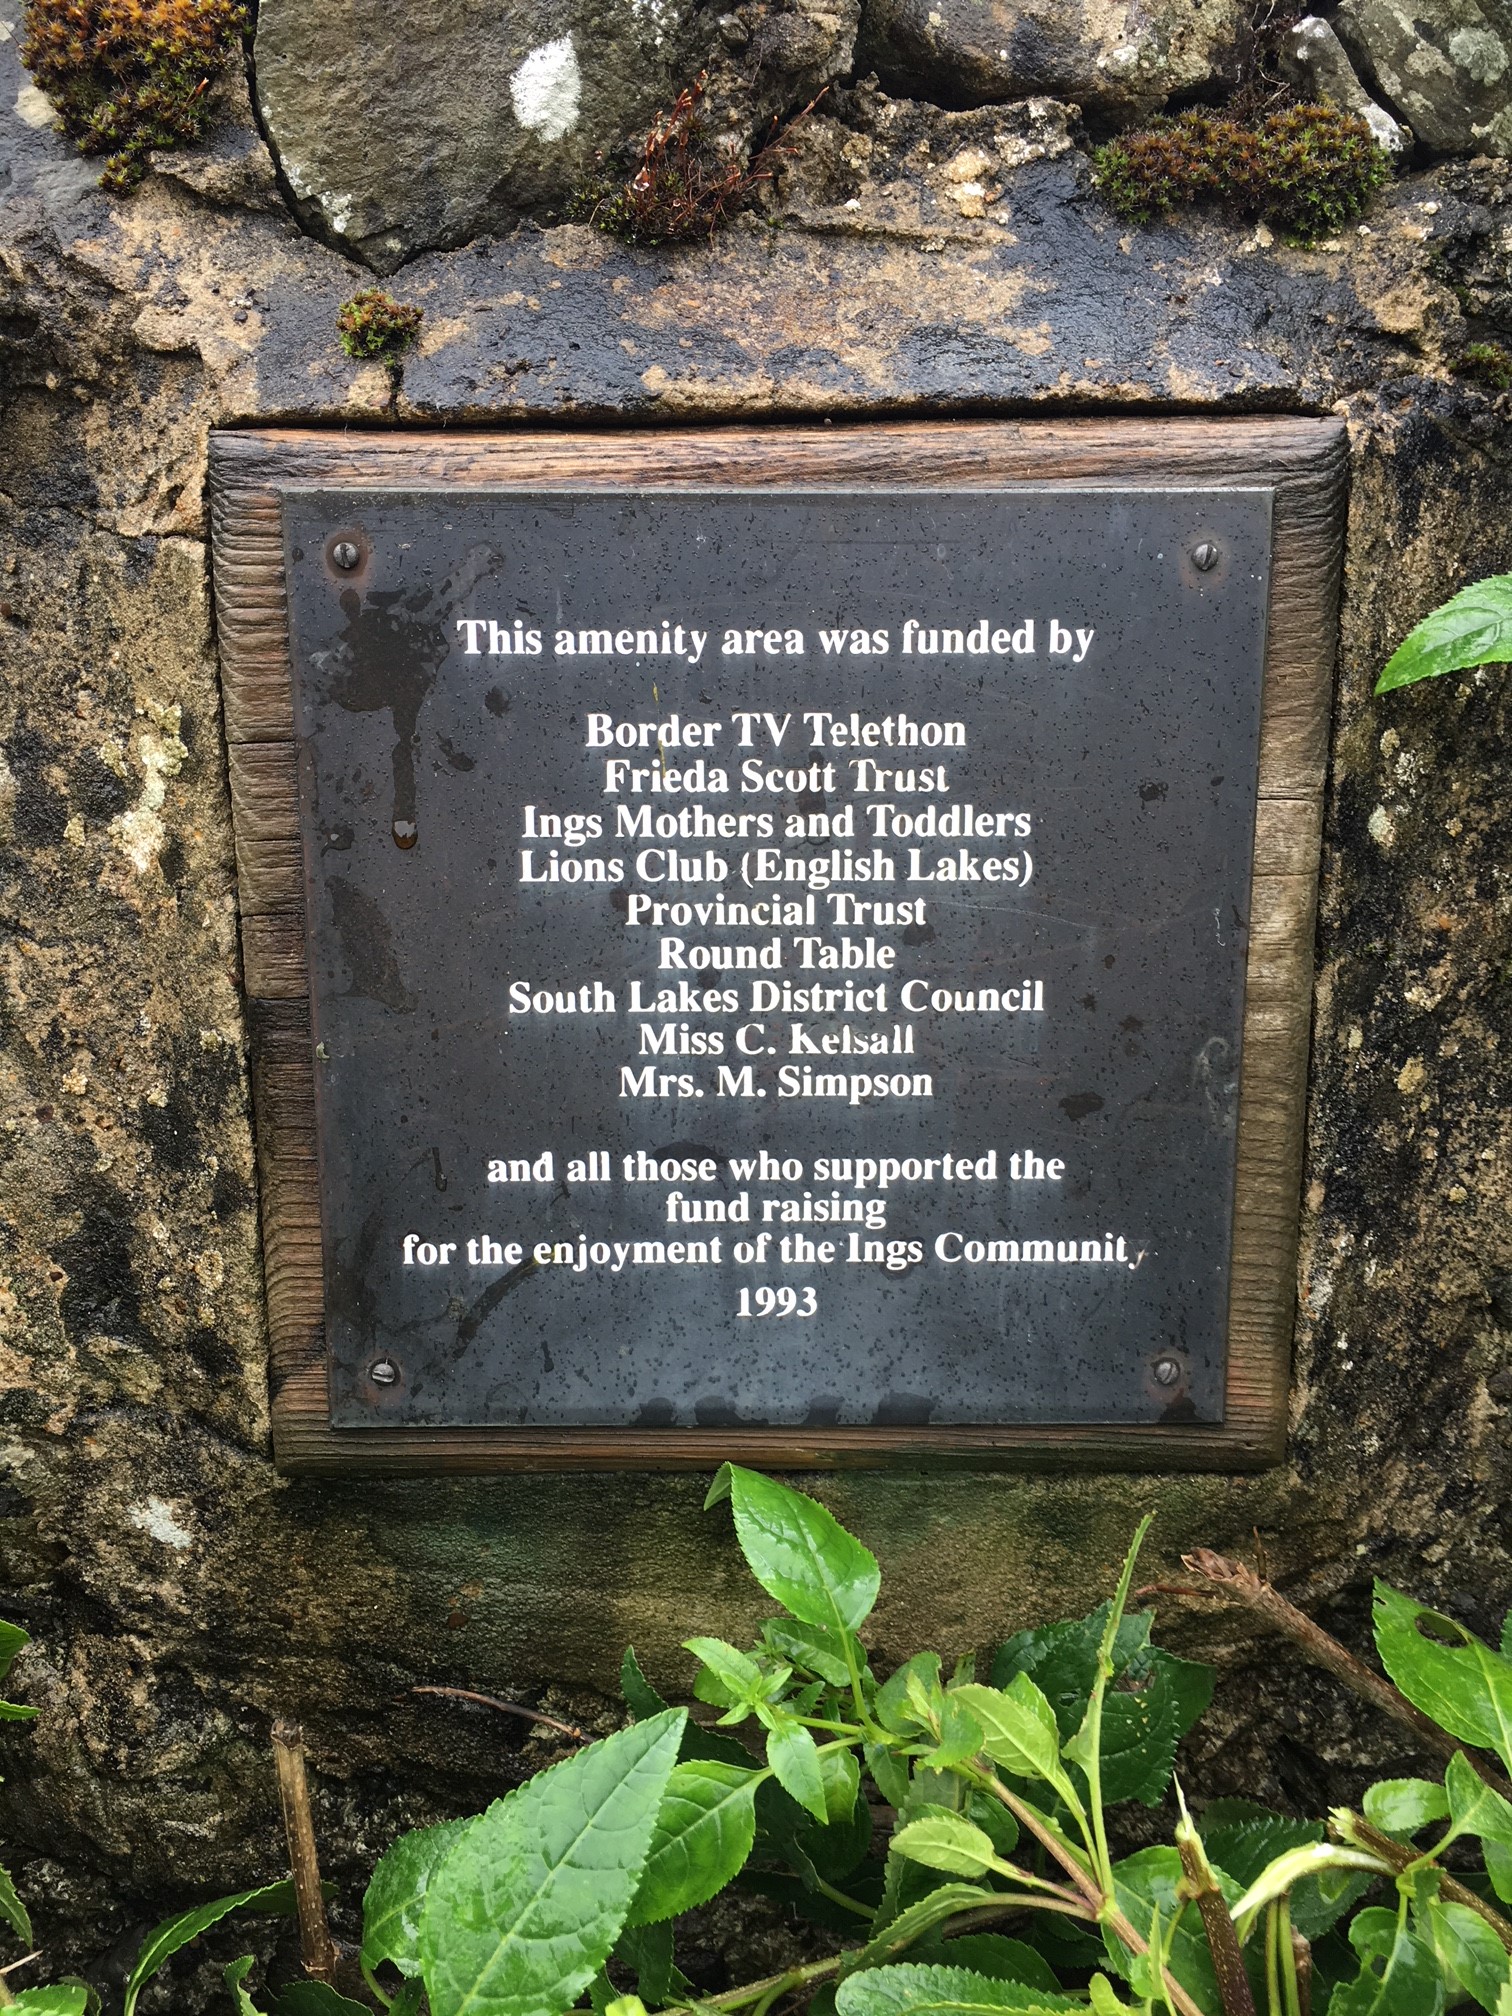 This amenity area was funded by
Border TV Telethon
Frieda Scott Trust
Ings Mothers and Toddlers
Lions Club (English Lakes)
Provincial Trust
Round Table
South Lakes District Council
Miss C. Kelsall
Mrs. M. Simpson
and all those who supported the
fund raising
for the enjoyment of the Ings Community
1993